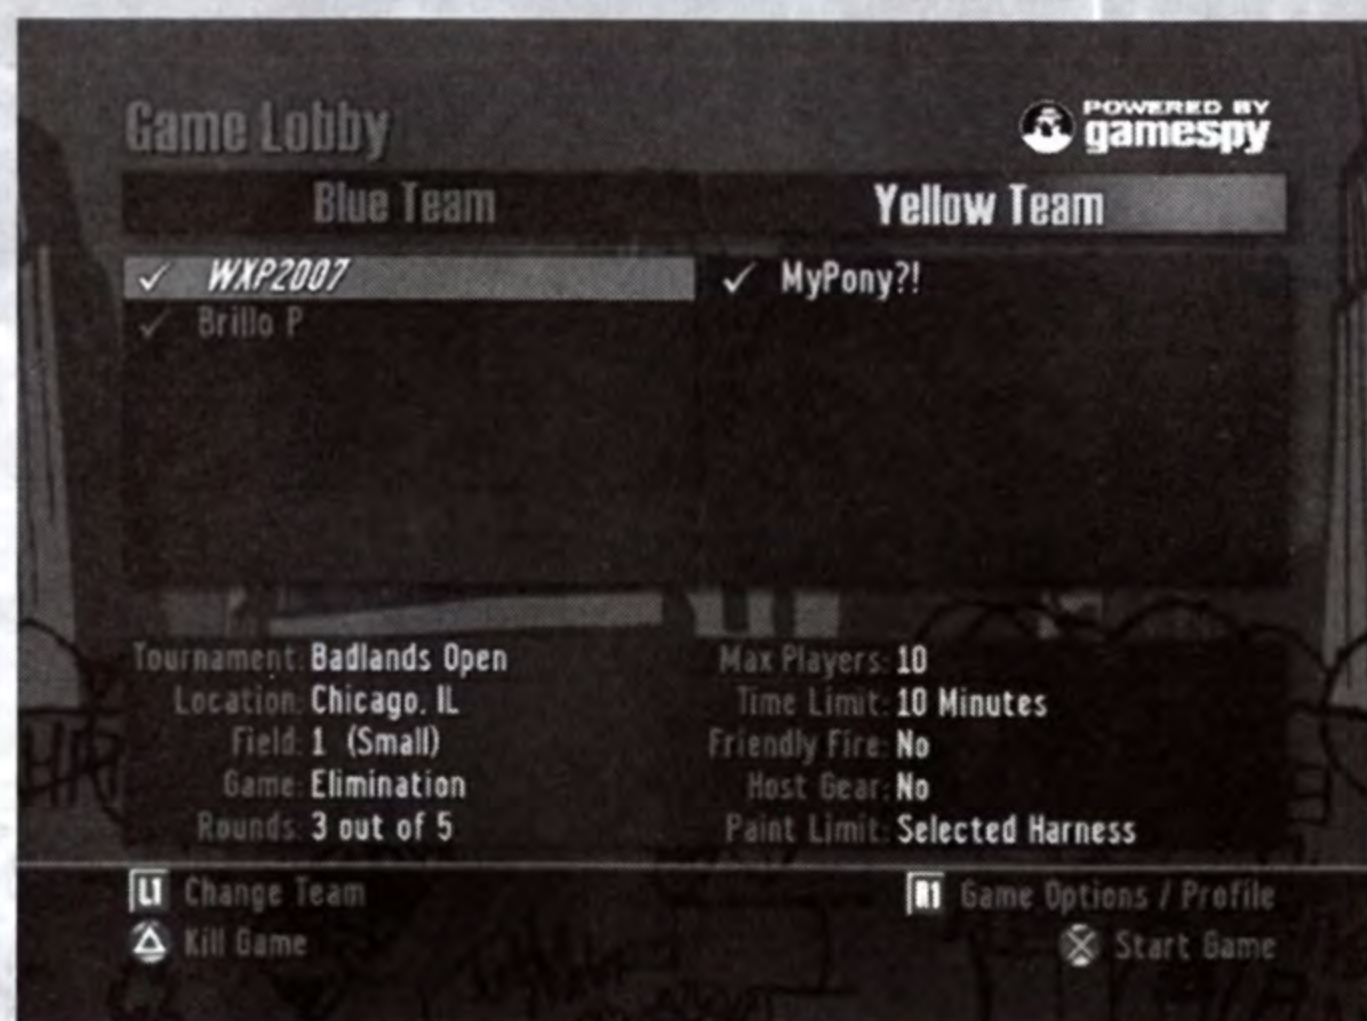 Game Lobby
POWERED BY
gamespy
Blue Team
Yellow Team
WXP2007
MyPony?!
Brillo P
Tournament: Badlands Open
Max Players: 10
Location: Chicago, IL
Time Limit: 10 Minutes
Field: 1 (Small)
Friendly Fire: No
Game: Elimination
Host Gear: No
Rounds: 3 out of 5
Paint Limit: Selected Harness
L1 Change Team
R1 Game Options / Profile
Kill Game
Start Game